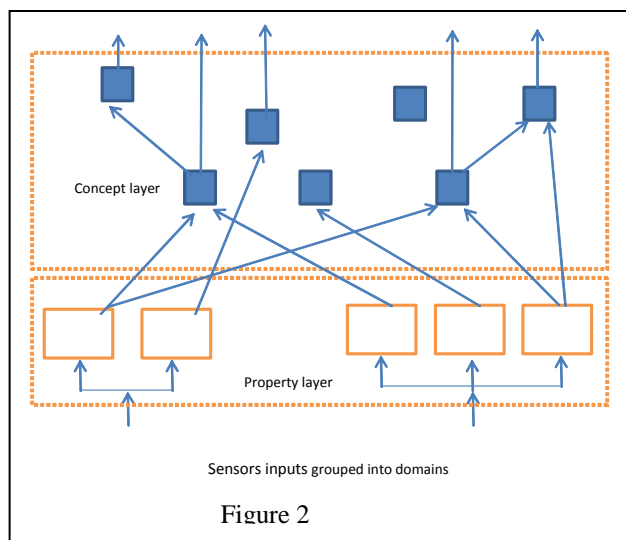 Concept layer
Property layer
Sensors inputs grouped into domains
Figure 2